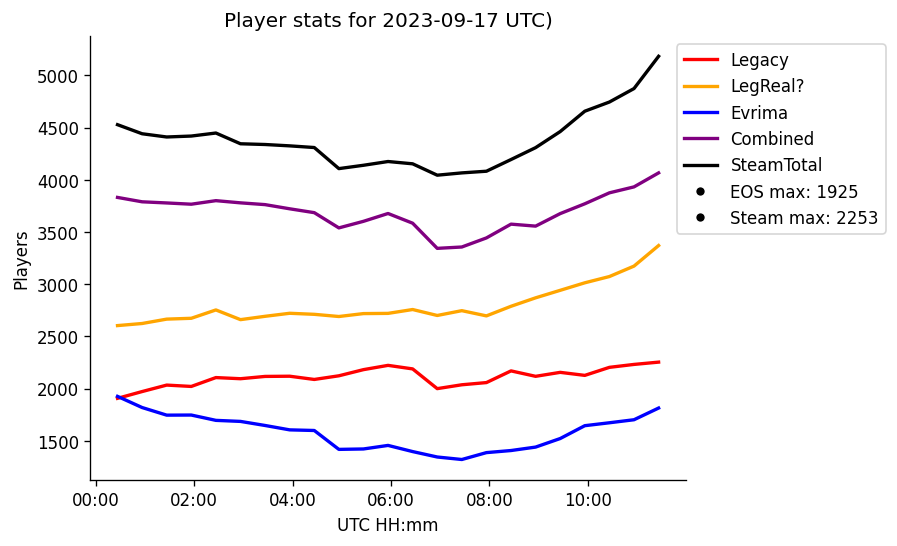 Player stats for 2023-09-17 UTC)
Players
5000
4500
4000
3500
3000
2500
2000
1500
00:00 02:00 04:00 06:00 08:00 10:00
UTC HH:mm
Legacy
LegReal?
Evrima
Combined
SteamTotal
EOS max: 1925
Steam max: 2253